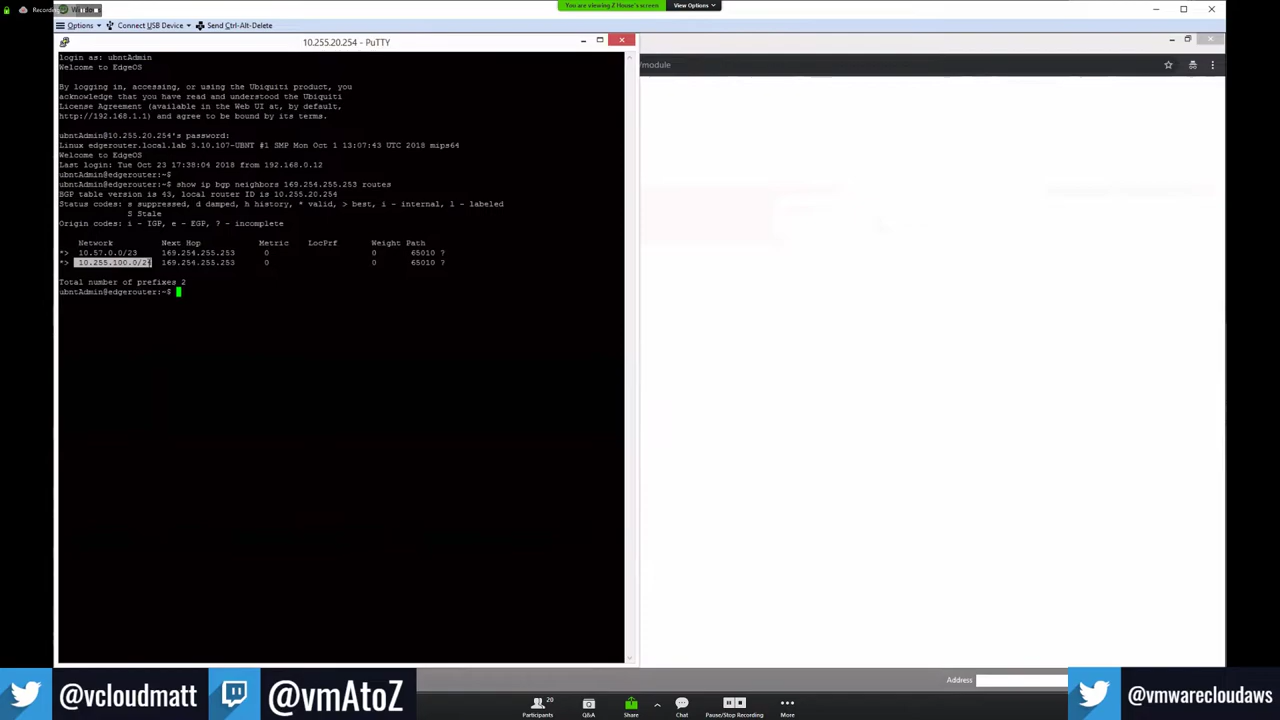 Recording
You are viewing Z House's screen
View Options
Options
Connect USB Device
Send Ctrl-Alt-Delete
10.255.20.254 - PuTTY
/module
login as: ubntAdmin
Welcome to EdgeOS
By logging in, accessing, or using the Ubiquiti product, you
acknowledge that you have read and understood the Ubiquiti
License Agreement (available in the Web UI at, by default,
http://192.168.1.1) and agree to be bound by its terms.
ubntAdmin@10.255.20.254's password:
Linux edgerouter.local.lab 3.10.107-UBNT #1 SMP Mon Oct 1 13:07:43 UTC 2018 mips64
Welcome to EdgeOS
Last login: Tue Oct 23 17:38:04 2018 from 192.168.0.12
ubntAdmin@edgerouter:~$
ubntAdmin@edgerouter:~$ show ip bgp neighbors 169.254.255.253 routes
BGP table version is 43, local router ID is 10.255.20.254
Status codes: s suppressed, d damped, h history, * valid, > best, i - internal, l - labeled
S Stale
Origin codes: i - IGP, e - EGP, ? - incomplete
Network Next Hop Metric LocPrf Weight Path
*> 10.57.0.0/23 169.254.255.253 0 0 65010 ?
*> 169.254.255.253 0 0 65010 ?
Total number of prefixes 2
ubntAdmin@edgerouter:~$
Address
@vcloudmatt
@vmAtoZ
20
Participants
Q&A
Share
Chat
Pause/Stop Recording
More
@vmwarecloudaws